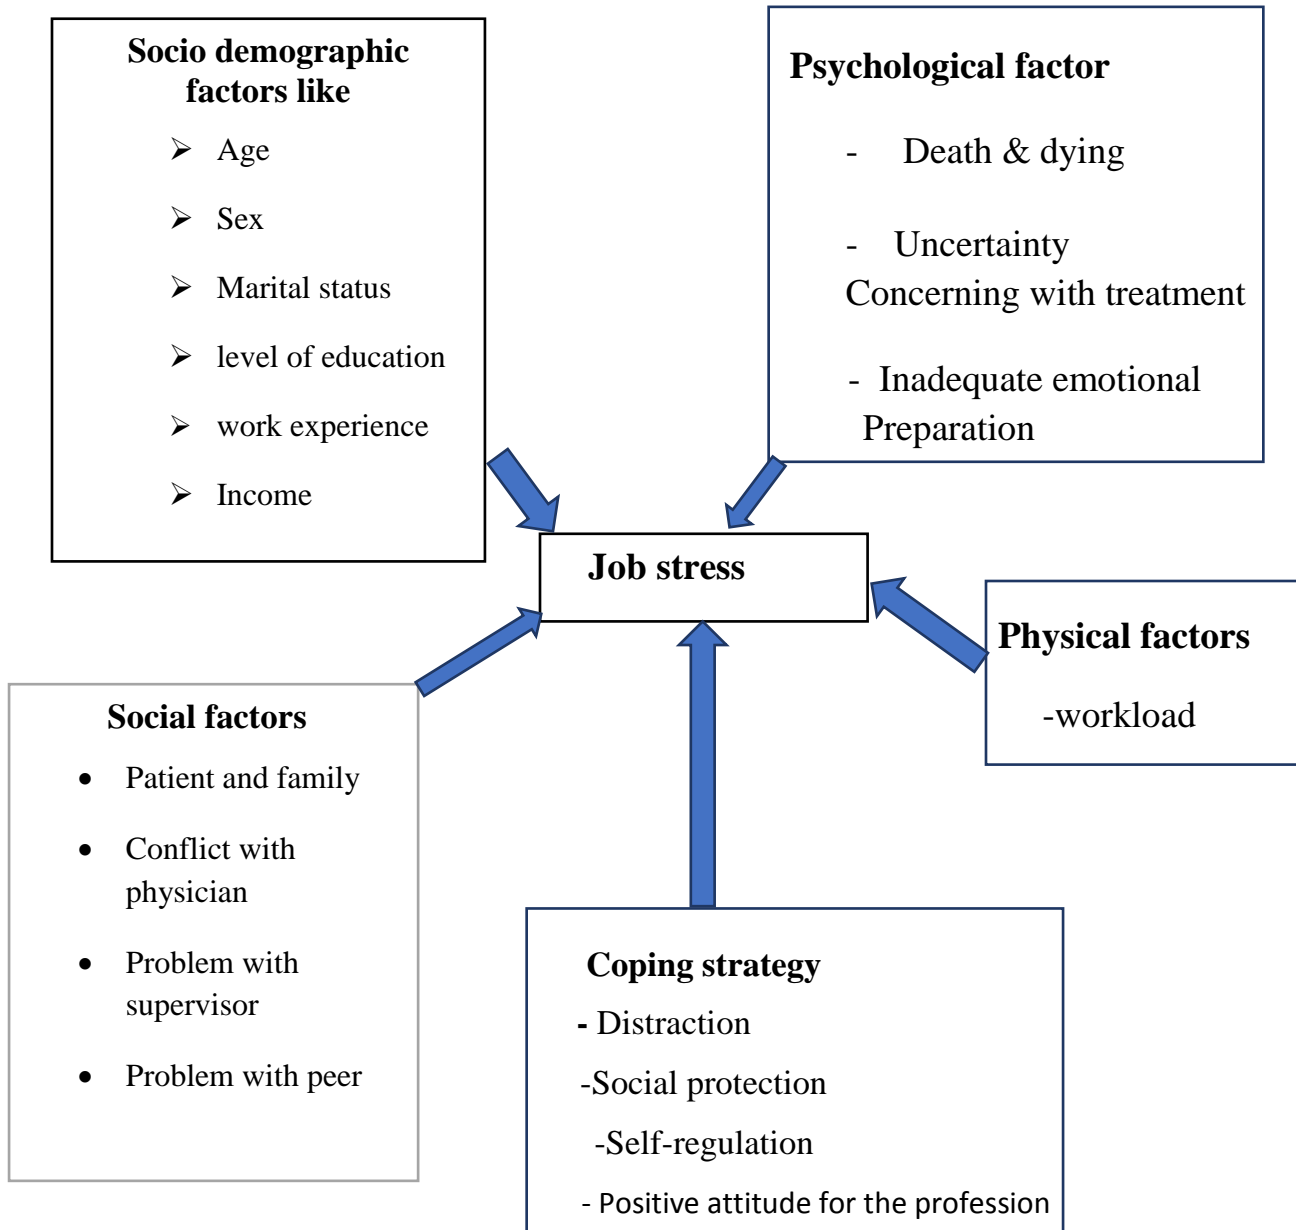 Socio demographic
factors like
➢ Age
➢ Sex
➢ Marital status
➢ level of education
➢ work experience
➢ Income
Psychological factor
- Death & dying
- Uncertainty
Concerning with treatment
- Inadequate emotional
Preparation
Job stress
Physical factors
-workload
Social factors
• Patient and family
• Conflict with
physician
• Problem with
supervisor
• Problem with peer
Coping strategy
- Distraction
-Social protection
-Self-regulation
- Positive attitude for the profession